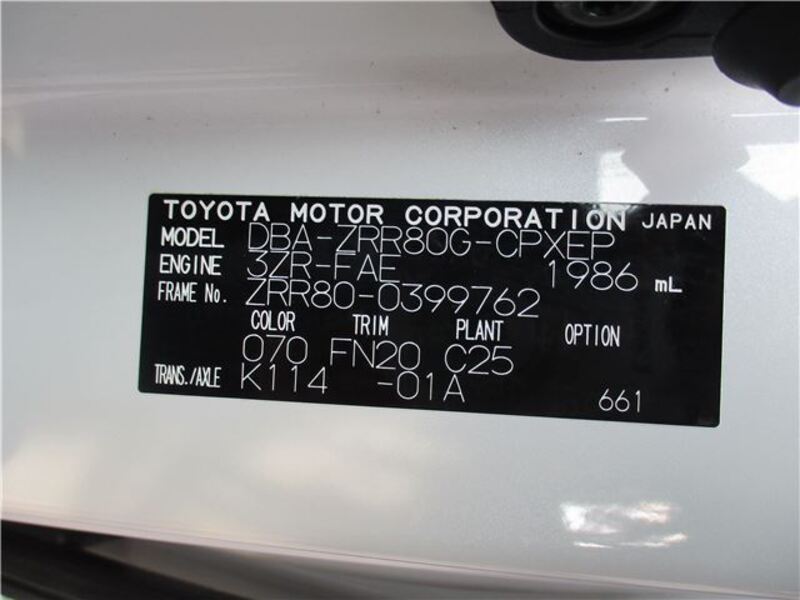 TOYOTA MOTOR CORPORATION JAPAN
MODEL DBA-ZRR80G-CPXEP
ENGINE 3ZR-FAE 1986 mL
FRAME No. ZRR80-0399762
COLOR TRIM PLANT OPTION
070 FN20 C25
TRANS./AXLE K114 -01A 661